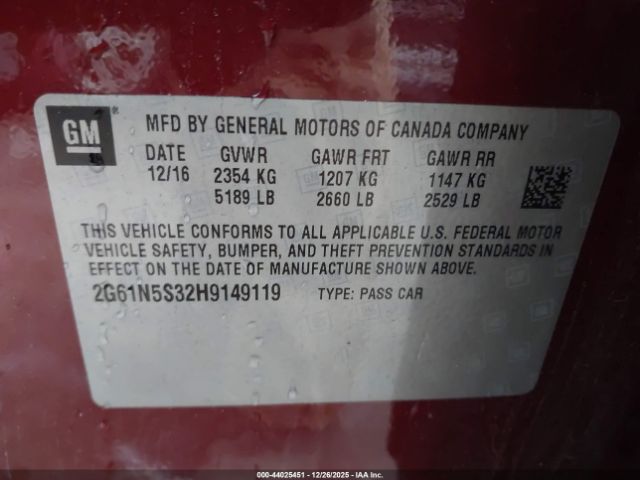 GM
MFD BY GENERAL MOTORS OF CANADA COMPANY
DATE GVWR GAWR FRT GAWR RR
12/16 2354 KG 1207 KG 1147 KG
5189 LB 2660 LB 2529 LB
THIS VEHICLE CONFORMS TO ALL APPLICABLE U.S. FEDERAL MOTOR
VEHICLE SAFETY, BUMPER, AND THEFT PREVENTION STANDARDS IN
EFFECT ON THE DATE OF MANUFACTURE SHOWN ABOVE.
2G61N5S32H9149119 TYPE: PASS CAR
© -- 44025451 - 12/26/2025 - IAAI